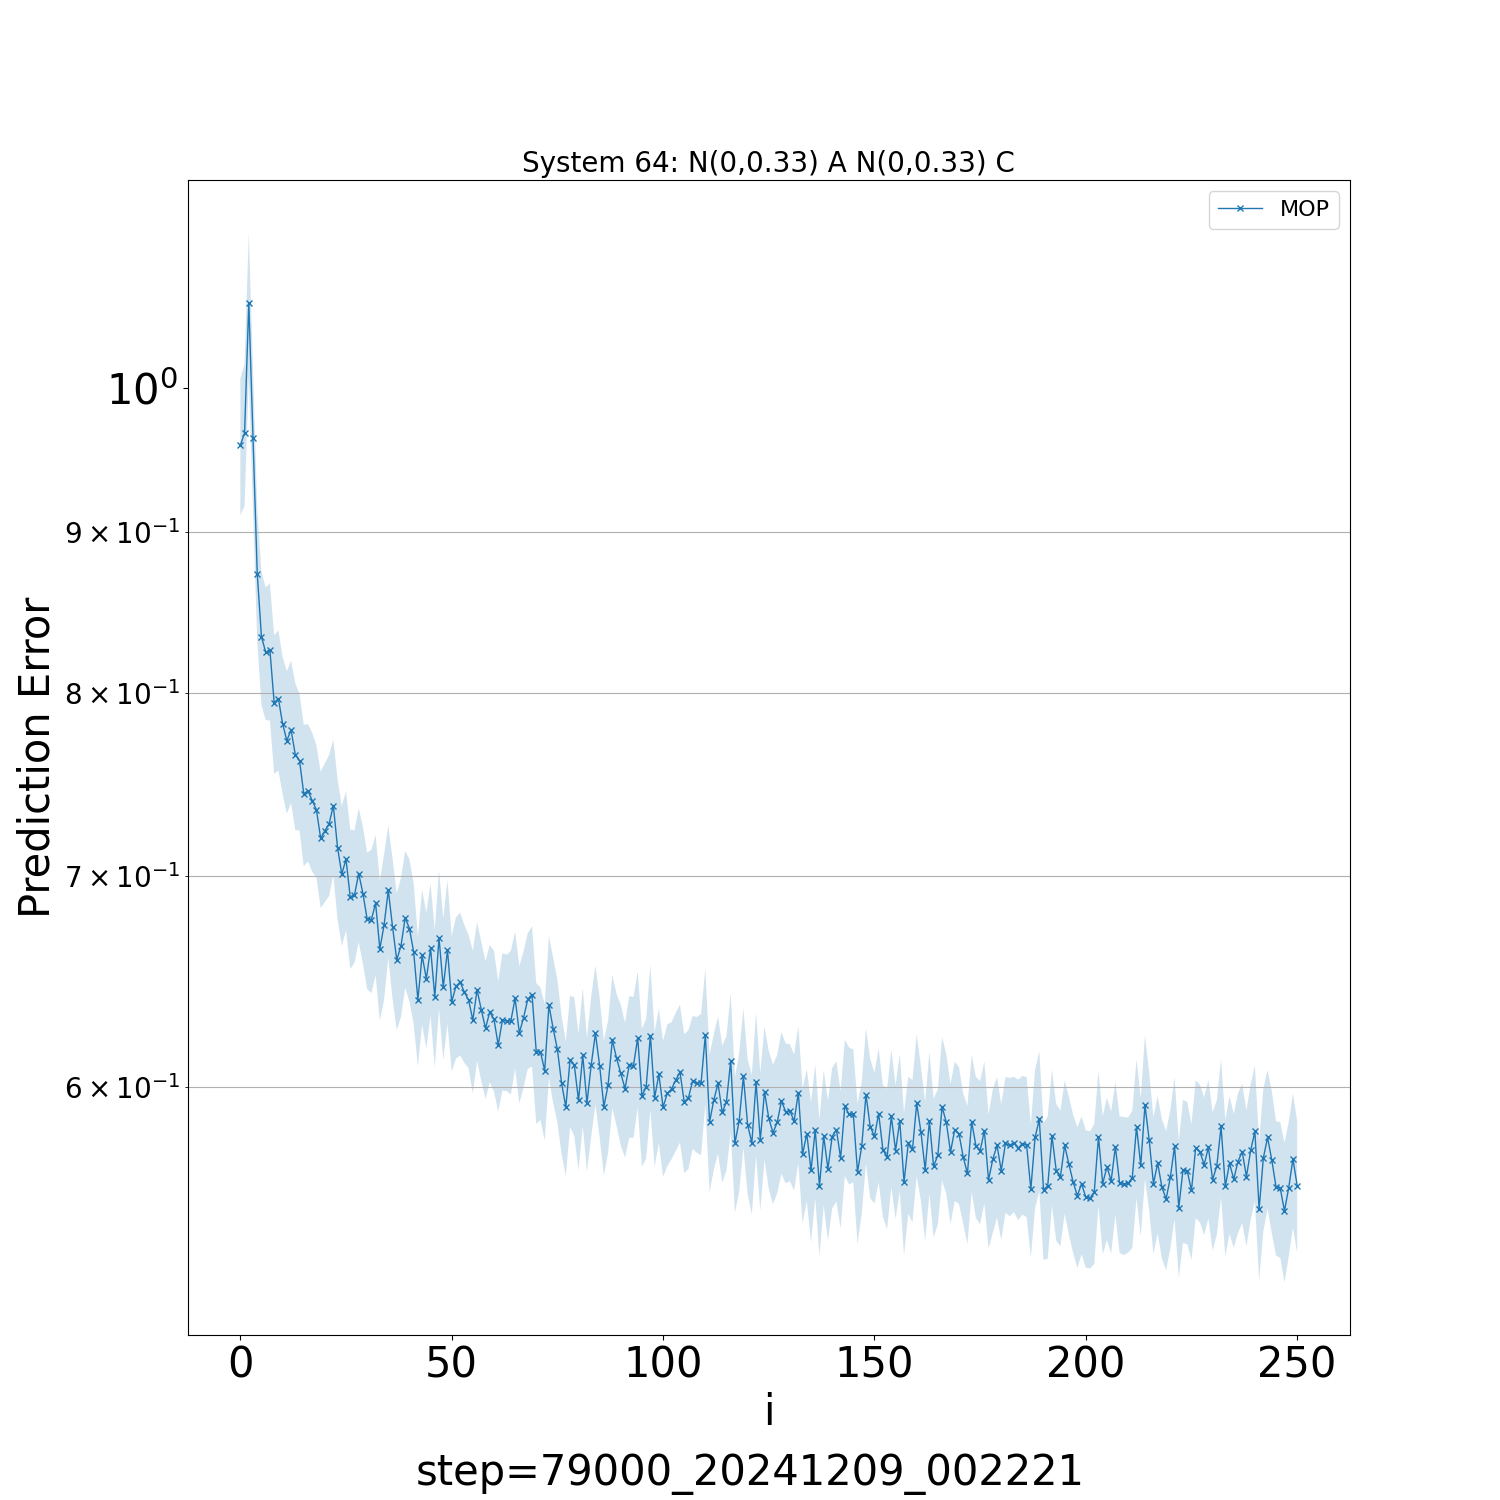 System 64: N(0,0.33) A N(0,0.33) C
MOP
10⁰
9 × 10⁻¹
8 × 10⁻¹
7 × 10⁻¹
6 × 10⁻¹
Prediction Error
0 50 100 150 200 250
i
step=79000_20241209_002221